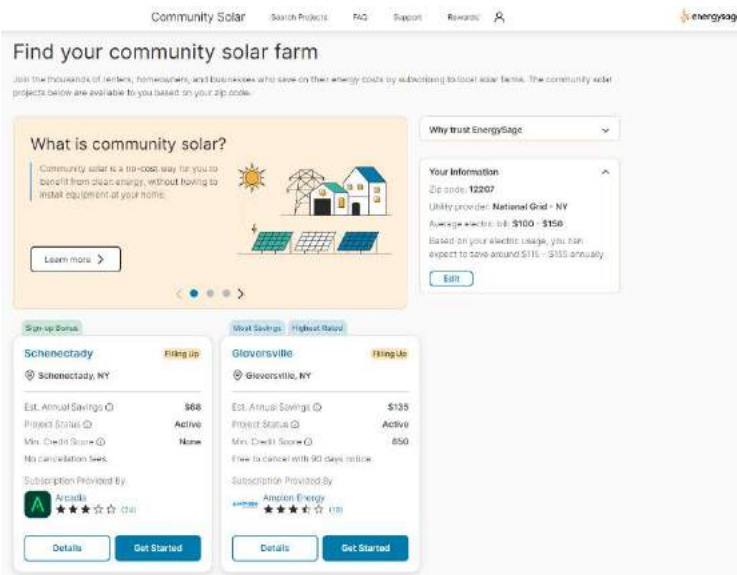 Community Solar
Search Projects
FAQ
Support
Rewards
energysage
Find your community solar farm
Join the thousands of renters, homeowners, and businesses who save on their energy costs by subscribing to local solar farms. The community solar
projects below are available to you based on your zip code.
What is community solar?
Community solar is a no-cost way for you to
benefit from clean energy, without having to
install equipment at your home.
Learn more
Why trust EnergySage
Your information
Zip code: 12207
Utility provider: National Grid - NY
Average electric bill: $100 - $150
Based on your electric usage, you can
expect to save around $115 - $155 annually
Edit
Sign-up Bonus
Schenectady
Filling Up
Schenectady, NY
Est. Annual Savings $68
Project Status Active
Min. Credit Score None
No cancellation fees
Subscription Provided By
Arcadia
(24)
Details
Get Started
Most Savings
Highest Rated
Gloversville
Filling Up
Gloversville, NY
Est. Annual Savings $135
Project Status Active
Min. Credit Score 650
Free to cancel with 90 days notice
Subscription Provided By
Ampion Energy
Details
Get Started